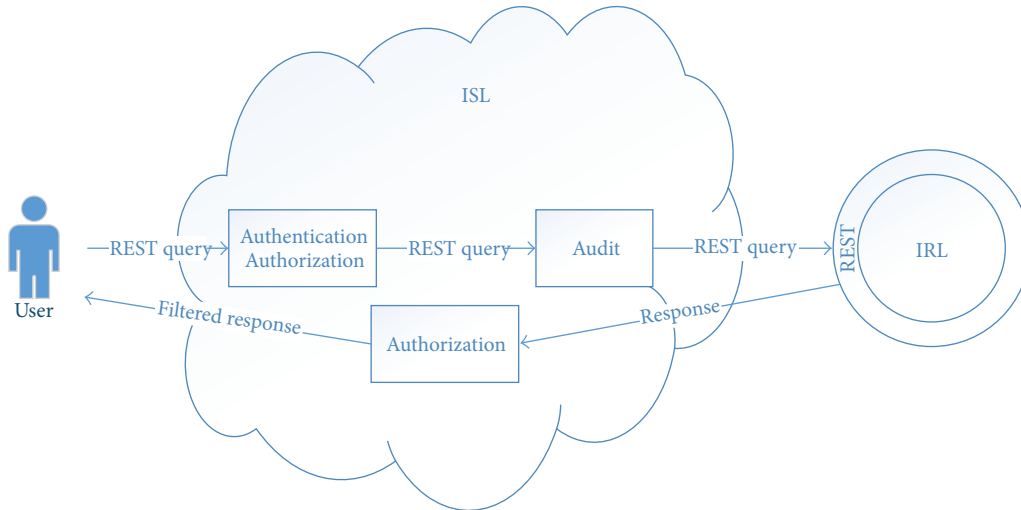 ISL
REST query
Authentication
Authorization
REST query
Audit
REST query
REST
IRL
User
Filtered response
Authorization
Response